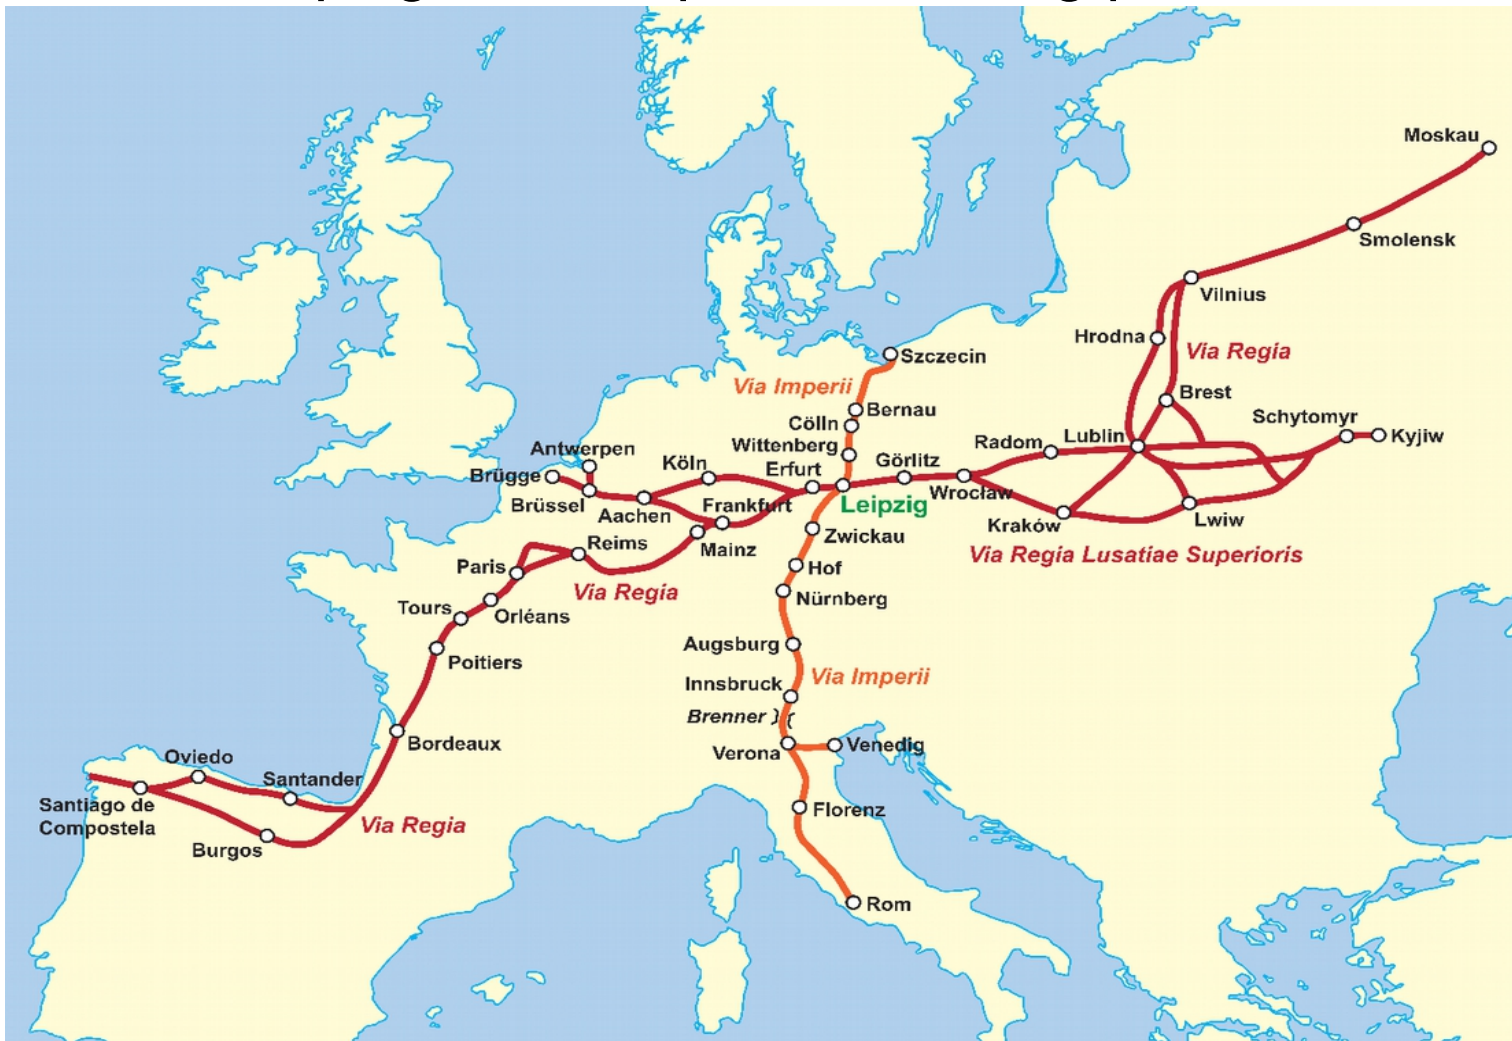 Moskau
Smolensk
Vilnius
Hrodna
Via Regia
Szczecin
Via Imperii
Brest
Bernau
Schytomyr
Cölln
Kyjiw
Wittenberg
Radom
Lublin
Antwerpen
Köln
Erfurt
Görlitz
Brügge
Brüssel
Aachen
Frankfurt
Leipzig
Wrocław
Kraków
Lwiw
Zwickau
Reims
Mainz
Via Regia Lusatiae Superioris
Paris
Hof
Via Regia
Nürnberg
Tours
Orléans
Augsburg
Poitiers
Via Imperii
Innsbruck
Brenner
Bordeaux
Verona
Venedig
Oviedo
Santander
Santiago de
Compostela
Florenz
Via Regia
Burgos
Rom